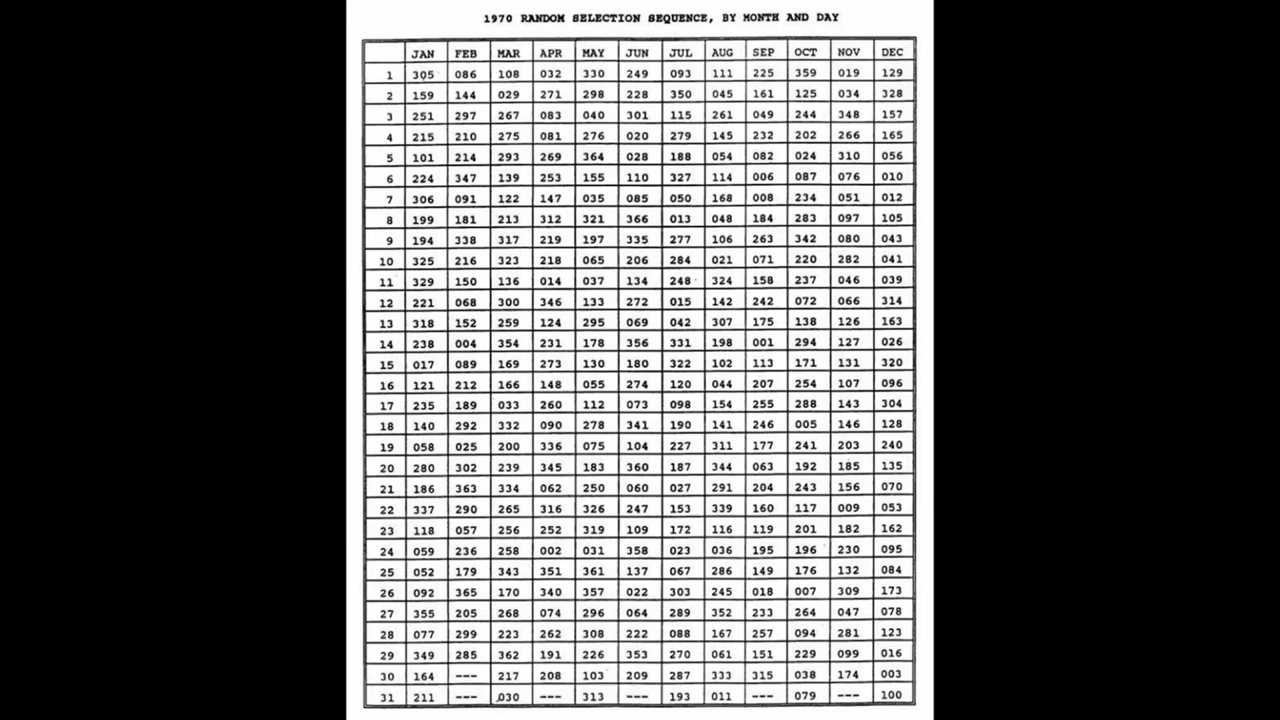 1970 RANDOM SELECTION SEQUENCE, BY MONTH AND DAY
JAN FEB MAR APR MAY JUN JUL AUG SEP OCT NOV DEC
1 305 086 108 032 330 249 093 111 225 359 019 129
2 159 144 029 271 298 228 350 045 161 125 034 328
3 251 297 267 083 040 301 115 261 049 244 348 157
4 215 210 275 081 276 020 279 145 232 202 266 165
5 101 214 293 269 364 028 188 054 082 024 310 056
6 224 347 139 253 155 110 327 114 006 087 076 010
7 306 091 122 147 035 085 050 168 008 234 051 012
8 199 181 213 312 321 366 013 048 184 283 097 105
9 194 338 317 219 197 335 277 106 263 342 080 043
10 325 216 323 218 065 206 284 021 071 220 282 041
11 329 150 136 014 037 134 248 324 158 237 046 039
12 221 068 300 346 133 272 015 142 242 072 066 314
13 318 152 259 124 295 069 042 307 175 138 126 163
14 238 004 354 231 178 356 331 198 001 294 127 026
15 017 089 169 273 130 180 322 102 113 171 131 320
16 121 212 166 148 055 274 120 044 207 254 107 096
17 235 189 033 260 112 073 098 154 255 288 143 304
18 140 292 332 090 278 341 190 141 246 005 146 128
19 058 025 200 336 075 104 227 311 177 241 203 240
20 280 302 239 345 183 360 187 344 063 192 185 135
21 186 363 334 062 250 060 027 291 204 243 156 070
22 337 290 265 316 326 247 153 339 160 117 009 053
23 118 057 256 252 319 109 172 116 119 201 182 162
24 059 236 258 002 031 358 023 036 195 196 230 095
25 052 179 343 351 361 137 067 286 149 176 132 084
26 092 365 170 340 357 022 303 245 018 007 309 173
27 355 205 268 074 296 064 289 352 233 264 047 078
28 077 299 223 262 308 222 088 167 257 094 281 123
29 349 285 362 191 226 353 270 061 151 229 099 016
30 164 --- 217 208 103 209 287 333 315 038 174 003
31 211 --- 030 --- 313 --- 193 011 --- 079 --- 100